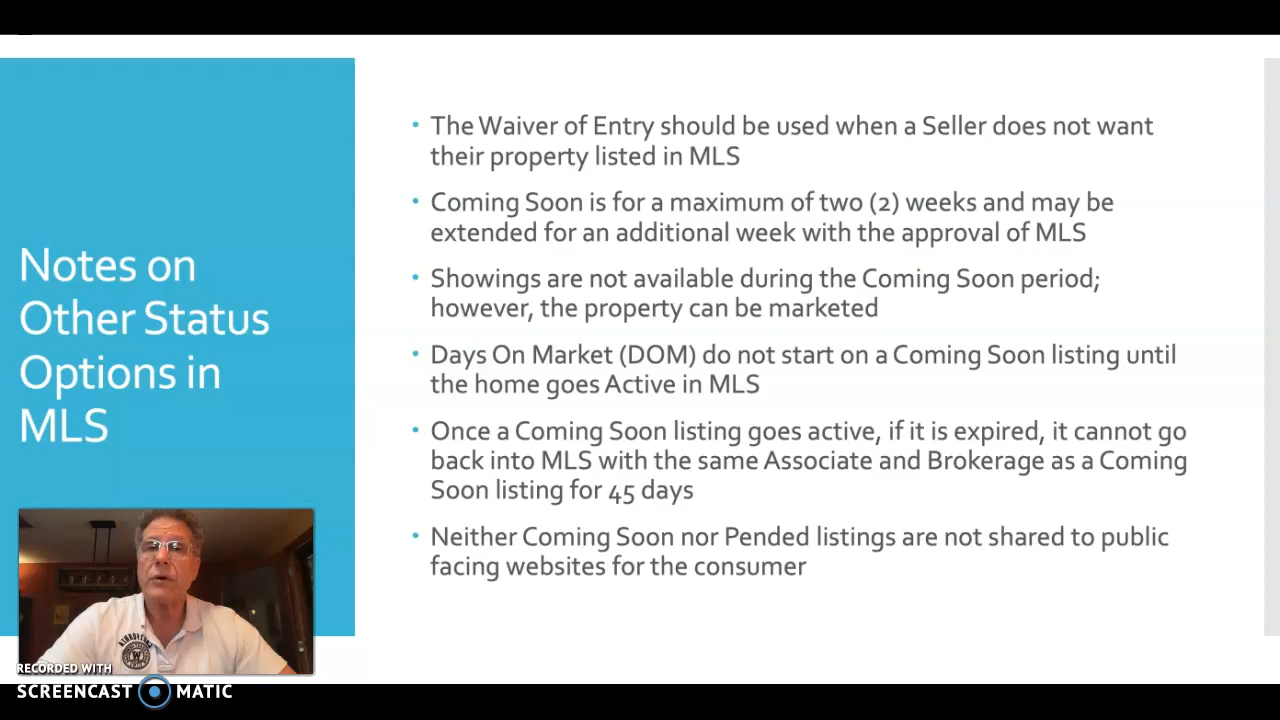 Notes on
Other Status
Options in
MLS
• The Waiver of Entry should be used when a Seller does not want
their property listed in MLS
• Coming Soon is for a maximum of two (2) weeks and may be
extended for an additional week with the approval of MLS
• Showings are not available during the Coming Soon period;
however, the property can be marketed
• Days On Market (DOM) do not start on a Coming Soon listing until
the home goes Active in MLS
• Once a Coming Soon listing goes active, if it is expired, it cannot go
back into MLS with the same Associate and Brokerage as a Coming
Soon listing for 45 days
• Neither Coming Soon nor Pended listings are not shared to public
facing websites for the consumer
RECORDED WITH
SCREENCAST MATIC